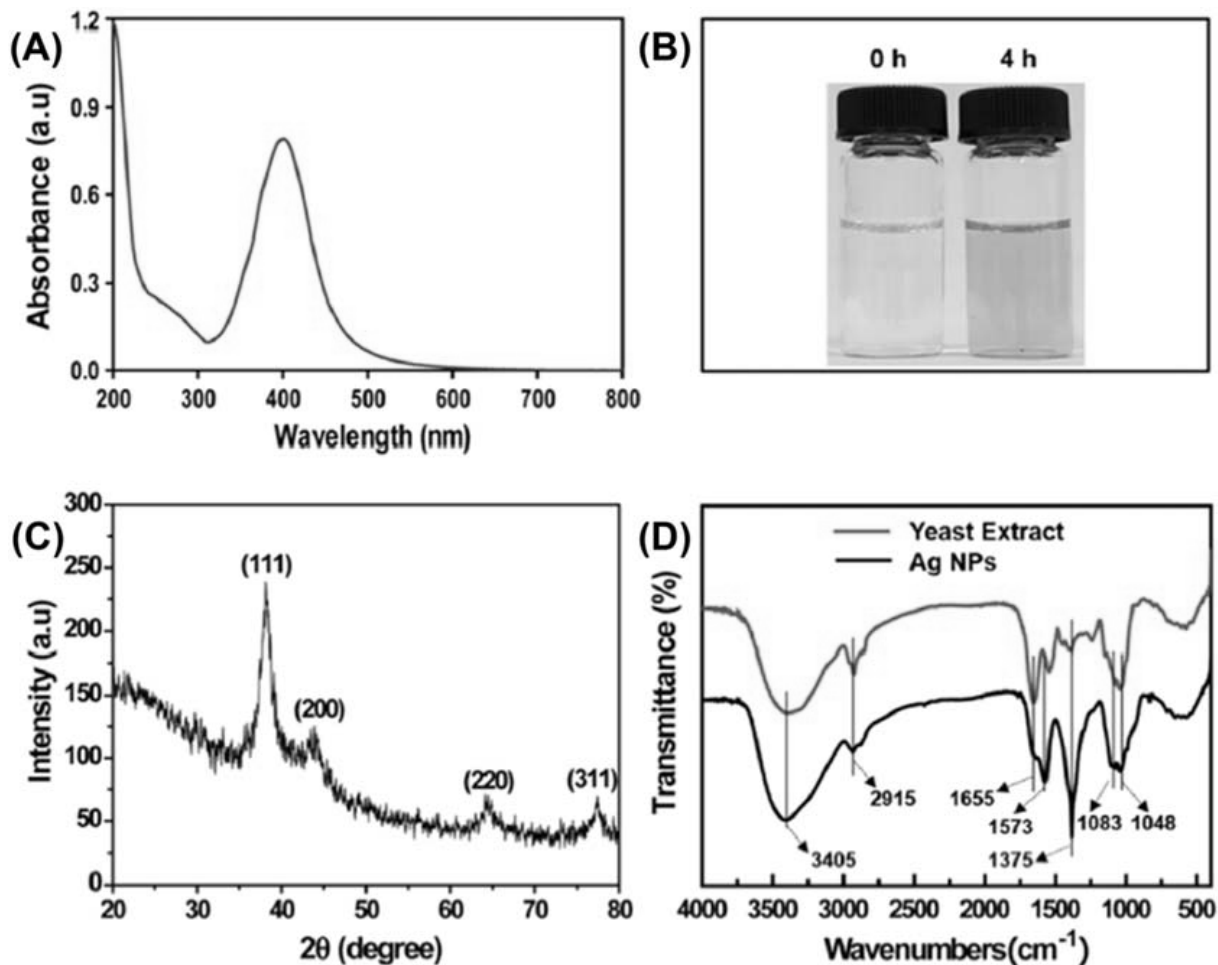 (A)
1.2
0.9
0.6
0.3
0.0
Absorbance (a.u)
200 300 400 500 600 700 800
Wavelength (nm)
(B)
0 h 4 h
(C)
300
250
200
150
100
50
0
Intensity (a.u)
(111)
(200)
(220)
(311)
20 30 40 50 60 70 80
2θ (degree)
(D)
Yeast Extract
Ag NPs
Transmittance (%)
2915
1655
1573
1083
1048
3405
1375
4000 3500 3000 2500 2000 1500 1000 500
Wavenumbers(cm⁻¹)